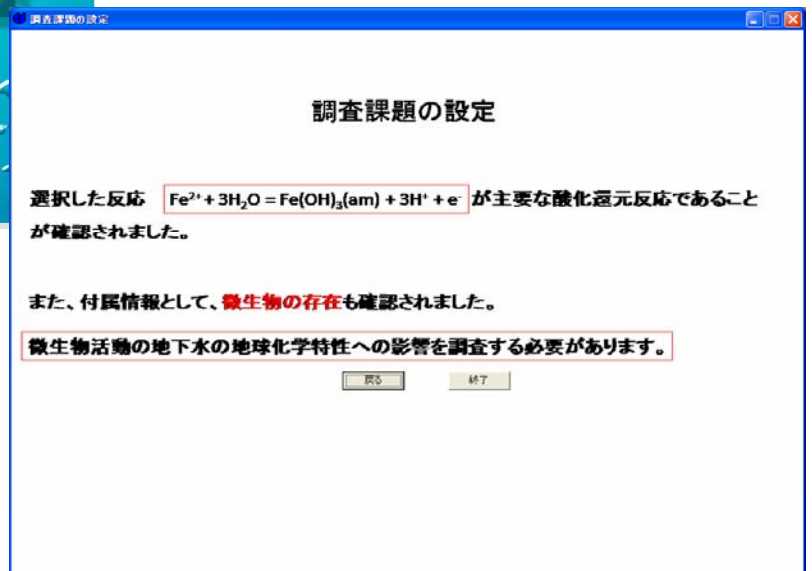 調査課題の設定
調査課題の設定
選択した反応 Fe²⁺ + 3H₂O = Fe(OH)₃(am) + 3H⁺ + e⁻ が主要な酸化還元反応であること
が確認されました。
また、付属情報として、微生物の存在も確認されました。
微生物活動の地下水の地球化学特性への影響を調査する必要があります。
戻る 終了